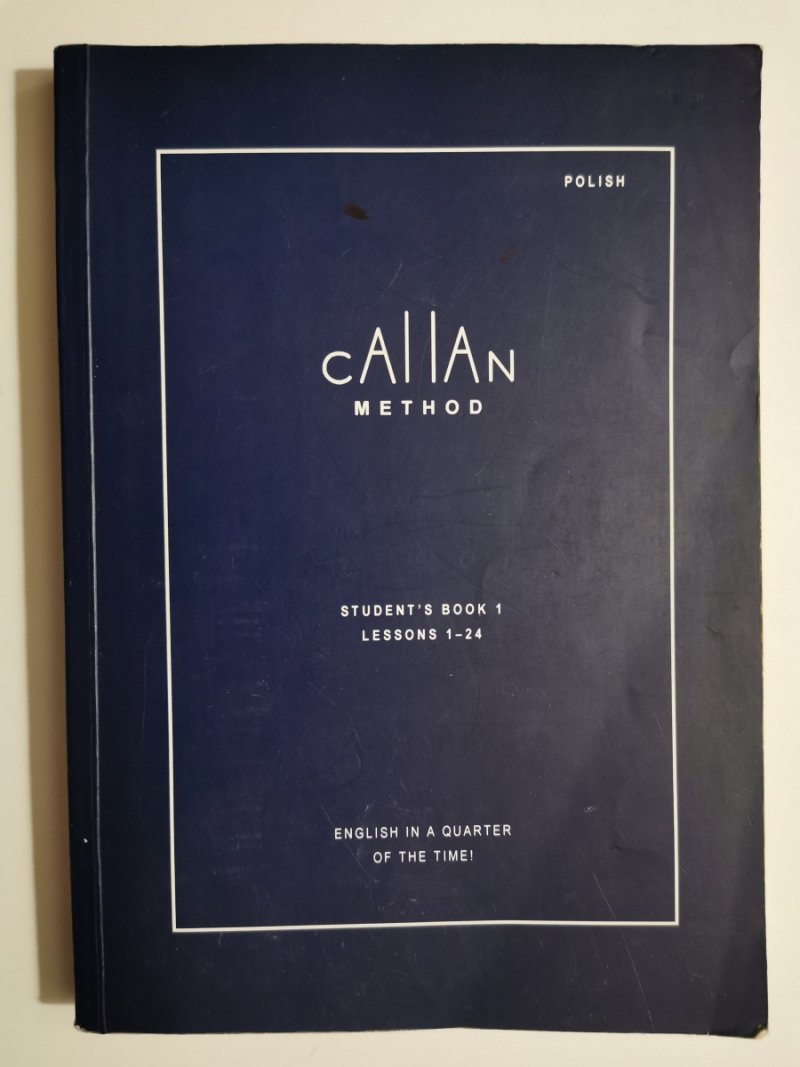 POLISH
CALLAN
METHOD
STUDENT'S BOOK 1
LESSONS 1–24
ENGLISH IN A QUARTER
OF THE TIME!